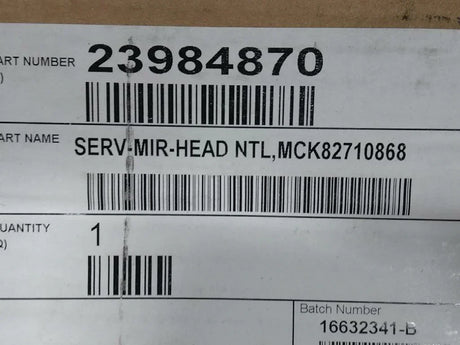 ART NUMBER
)
23984870
ART NAME
SERV-MIR-HEAD NTL,MCK82710868
UANTITY
Q)
1
Batch Number
16632341-B